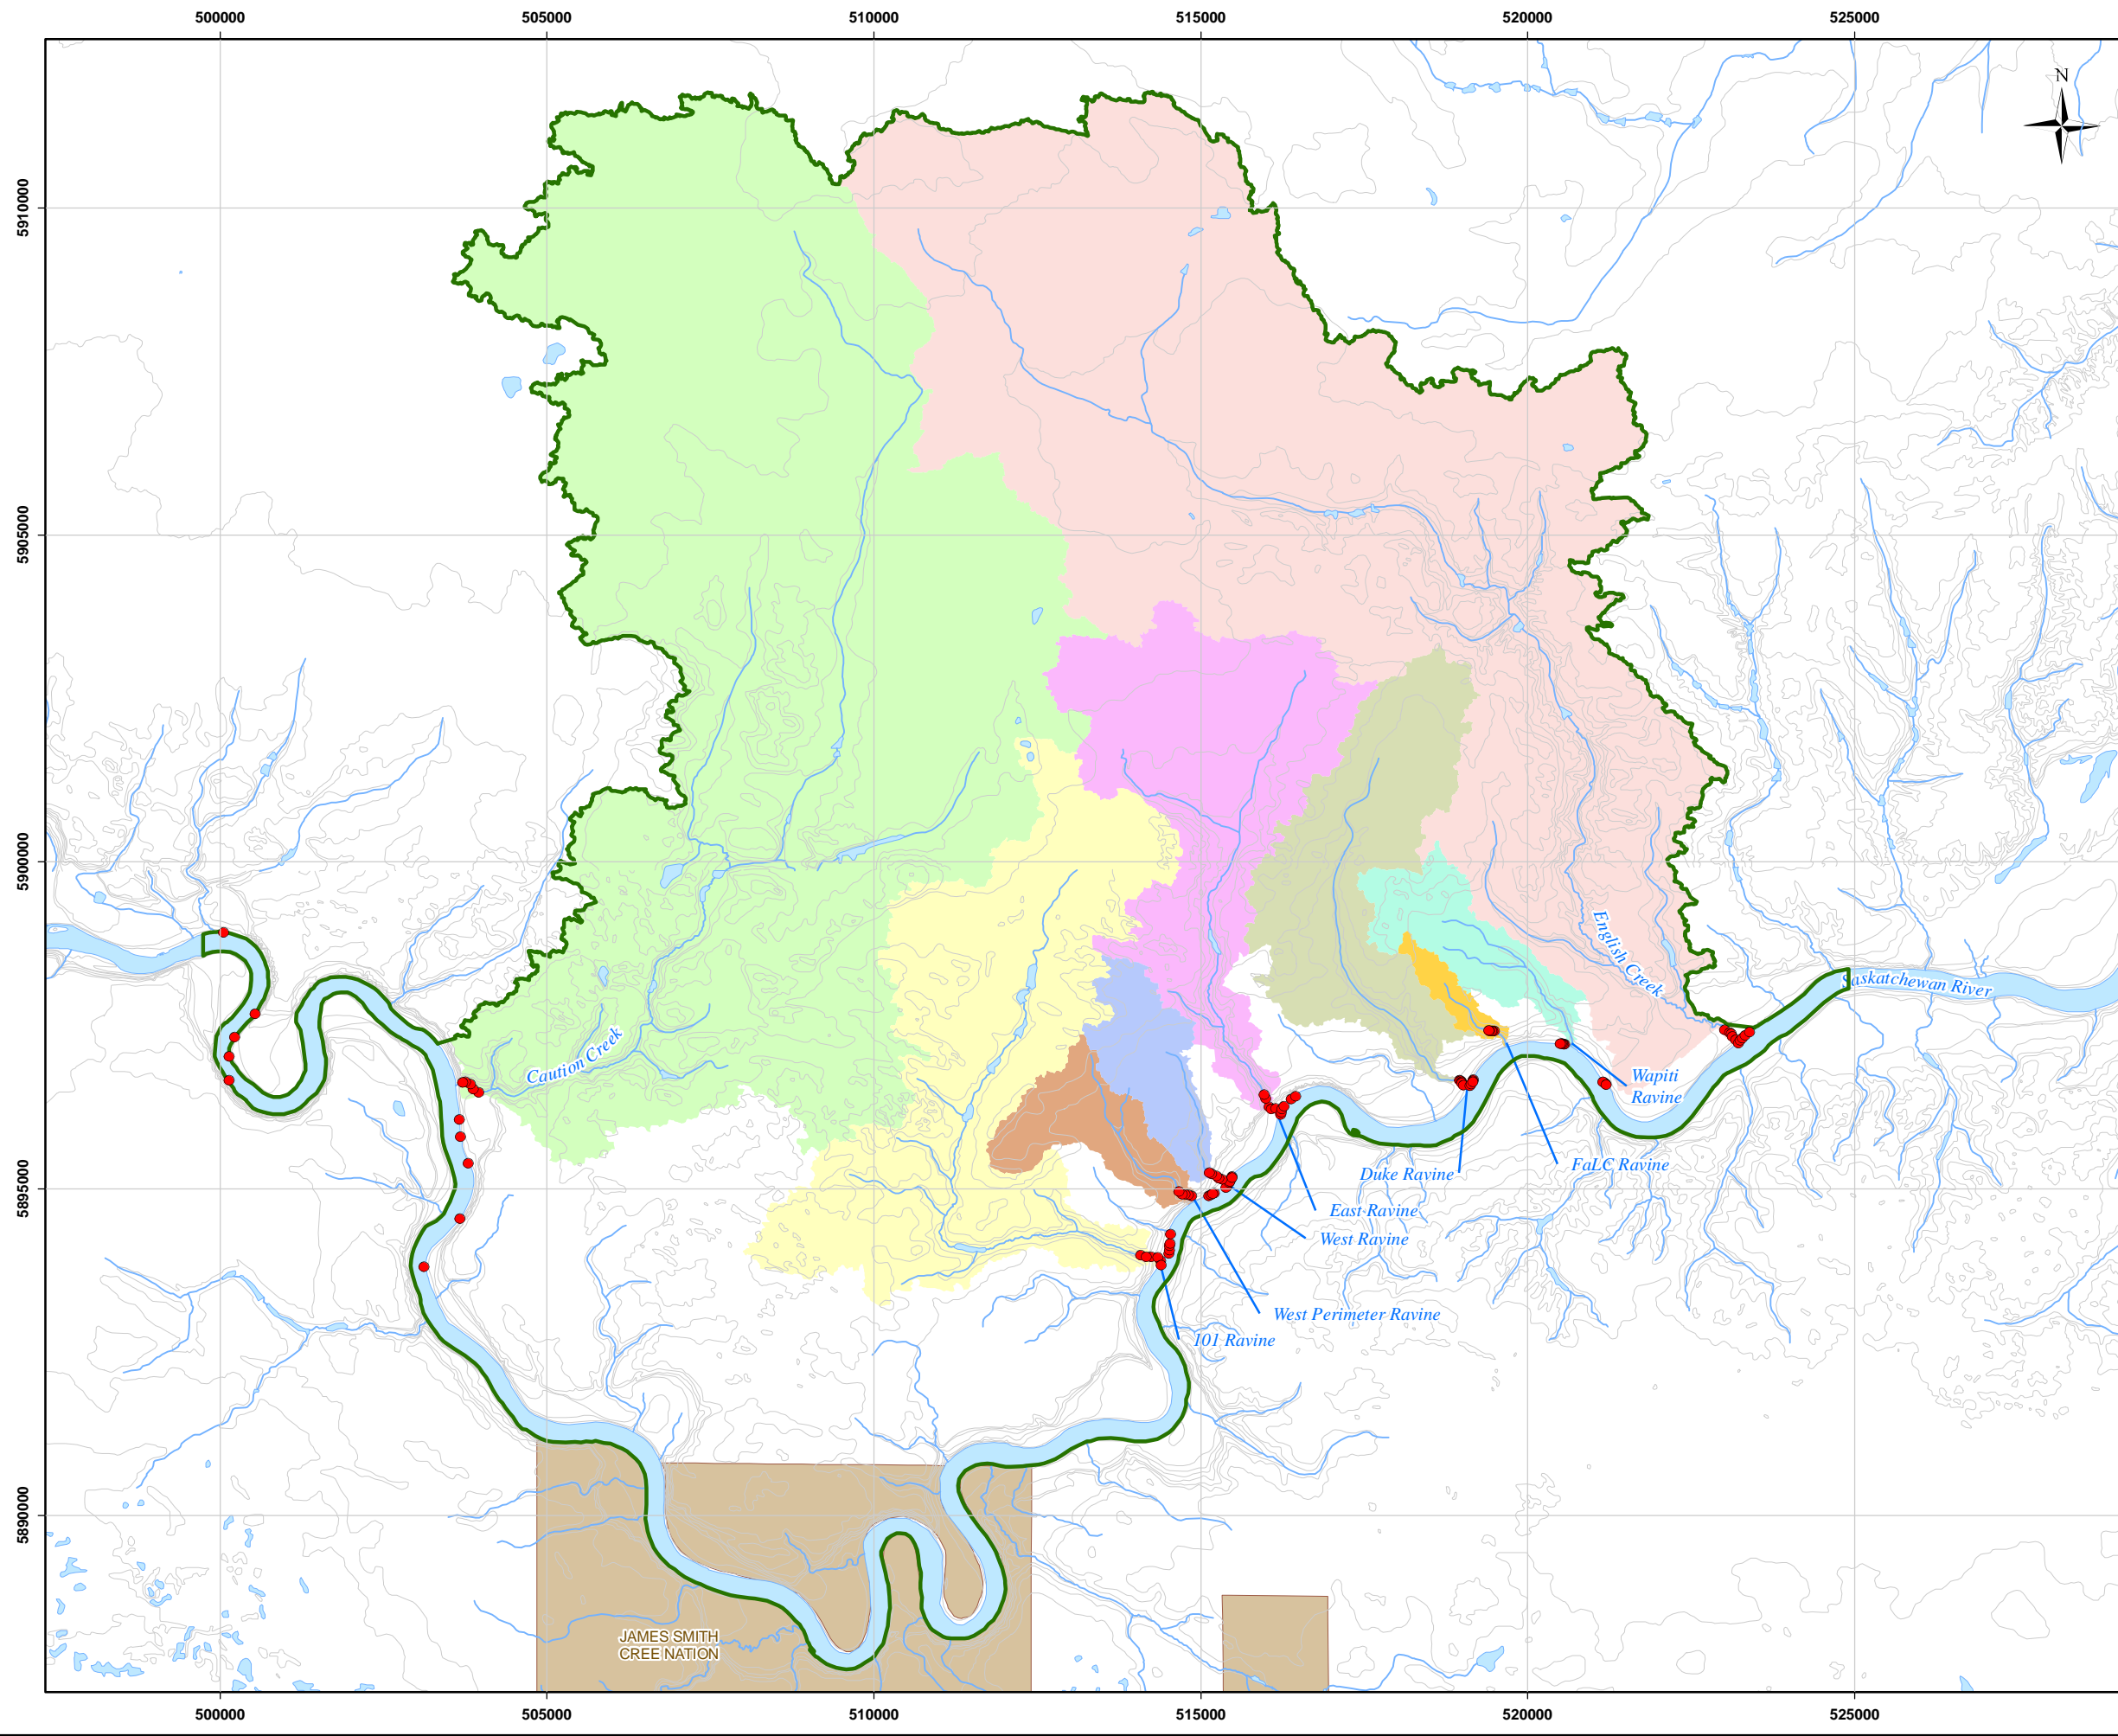 500000 505000 510000 515000 520000 525000
N
5910000
5905000
5900000
English Creek
Saskatchewan River
Caution Creek
Wapiti
Ravine
FaLC Ravine
Duke Ravine
5895000
East Ravine
West Ravine
West Perimeter Ravine
101 Ravine
5890000
JAMES SMITH
CREE NATION
500000 505000 510000 515000 520000 525000